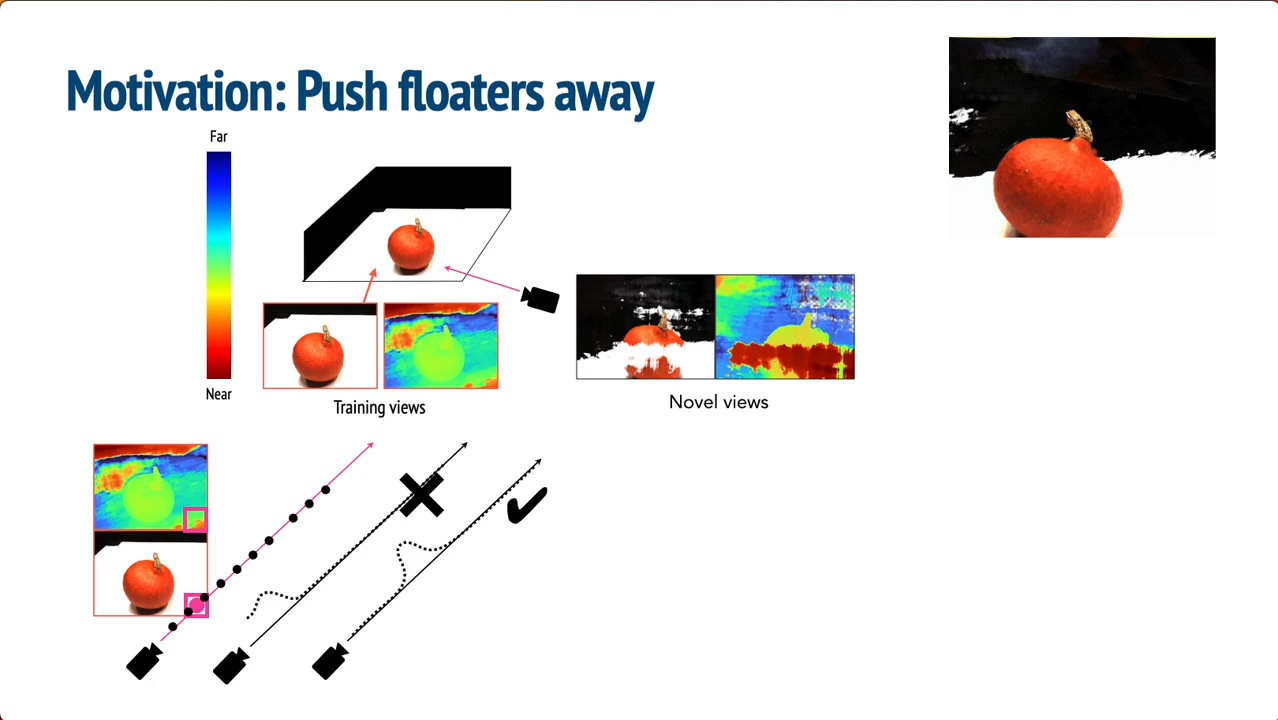 Motivation: Push floaters away
Far
Near
Training views
Novel views